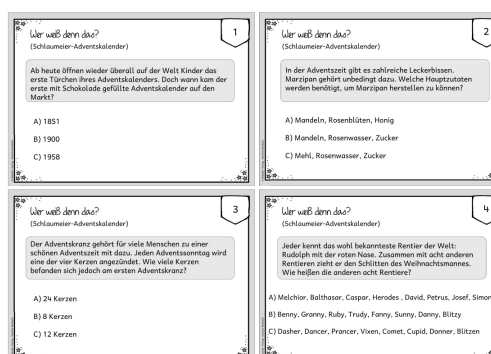 1
Wer weiß denn das?
(Schlaumeier-Adventskalender)
Ab heute öffnen wieder überall auf der Welt Kinder das
erste Türchen ihres Adventskalenders. Doch wann kam der
erste mit Schokolade gefüllte Adventskalender auf den
Markt?
A) 1851
B) 1900
C) 1958
2
Wer weiß denn das?
(Schlaumeier-Adventskalender)
In der Adventszeit gibt es zahlreiche Leckerbissen.
Marzipan gehört unbedingt dazu. Welche Hauptzutaten
werden benötigt, um Marzipan herstellen zu können?
A) Mandeln, Rosenblüten, Honig
B) Mandeln, Rosenwasser, Zucker
C) Mehl, Rosenwasser, Zucker
3
Wer weiß denn das?
(Schlaumeier-Adventskalender)
Der Adventskranz gehört für viele Menschen zu einer
schönen Adventszeit mit dazu. Jeden Adventssonntag wird
eine der vier Kerzen angezündet. Wie viele Kerzen
befanden sich jedoch am ersten Adventskranz?
A) 24 Kerzen
B) 8 Kerzen
C) 12 Kerzen
4
Wer weiß denn das?
(Schlaumeier-Adventskalender)
Jeder kennt das wohl bekannteste Rentier der Welt:
Rudolph mit der roten Nase. Zusammen mit acht anderen
Rentieren zieht er den Schlitten des Weihnachtsmannes.
Wie heißen die anderen acht Rentiere?
A) Melchior, Balthasar, Caspar, Herodes , David, Petrus, Josef, Simon
B) Benny, Granny, Ruby, Trudy, Fanny, Sunny, Danny, Blitzy
C) Dasher, Dancer, Prancer, Vixen, Comet, Cupid, Donner, Blitzen